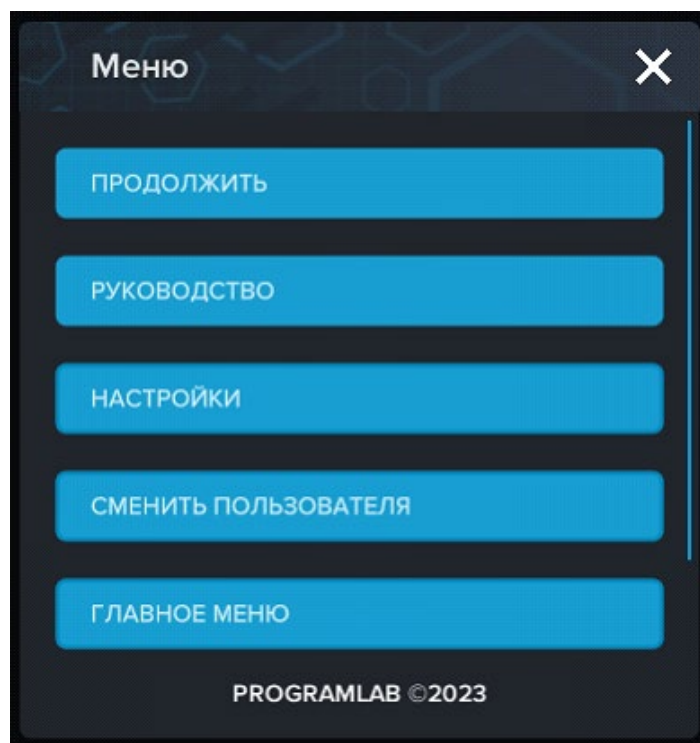 Меню
ПРОДОЛЖИТЬ
РУКОВОДСТВО
НАСТРОЙКИ
СМЕНИТЬ ПОЛЬЗОВАТЕЛЯ
ГЛАВНОЕ МЕНЮ
PROGRAMLAB ©2023